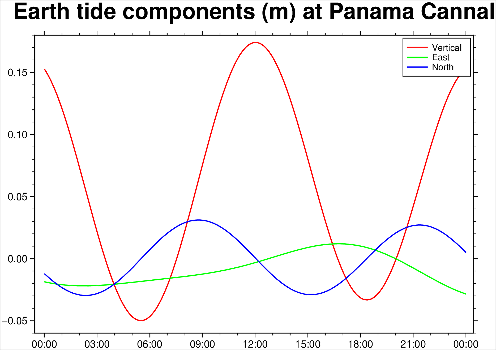 Earth tide components (m) at Panama Cannal
Vertical
East
North
0.15
0.10
0.05
0.00
−0.05
00:00 03:00 06:00 09:00 12:00 15:00 18:00 21:00 00:00